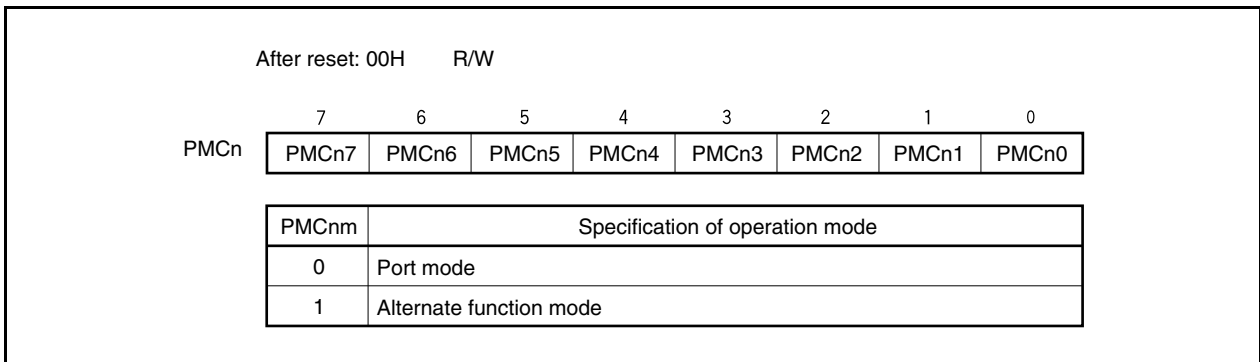 After reset: 00H R/W
7 6 5 4 3 2 1 0
PMCn PMCn7 PMCn6 PMCn5 PMCn4 PMCn3 PMCn2 PMCn1 PMCn0
PMCnm Specification of operation mode
0 Port mode
1 Alternate function mode